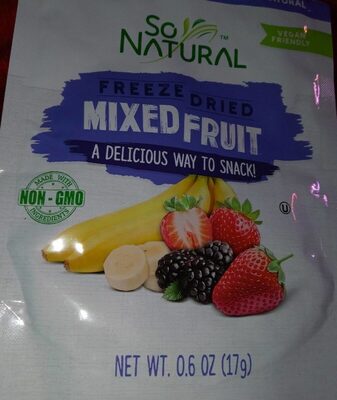 NATURAL
VEGAN
FRIENDLY
So
NATURAL™
FREEZE DRIED
MIXED FRUIT
A DELICIOUS WAY TO SNACK!
MADE WITH
NON-GMO
INGREDIENTS
U
NET WT. 0.6 OZ (17g)